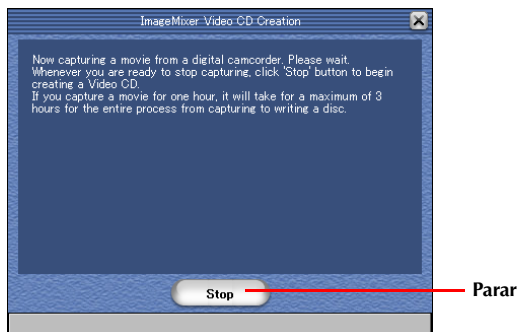 ImageMixer Video CD Creation
Now capturing a movie from a digital camcorder. Please wait.
Whenever you are ready to stop capturing, click 'Stop' button to begin
creating a Video CD.
If you capture a movie for one hour, it will take for a maximum of 3
hours for the entire process from capturing to writing a disc.
Stop
Parar